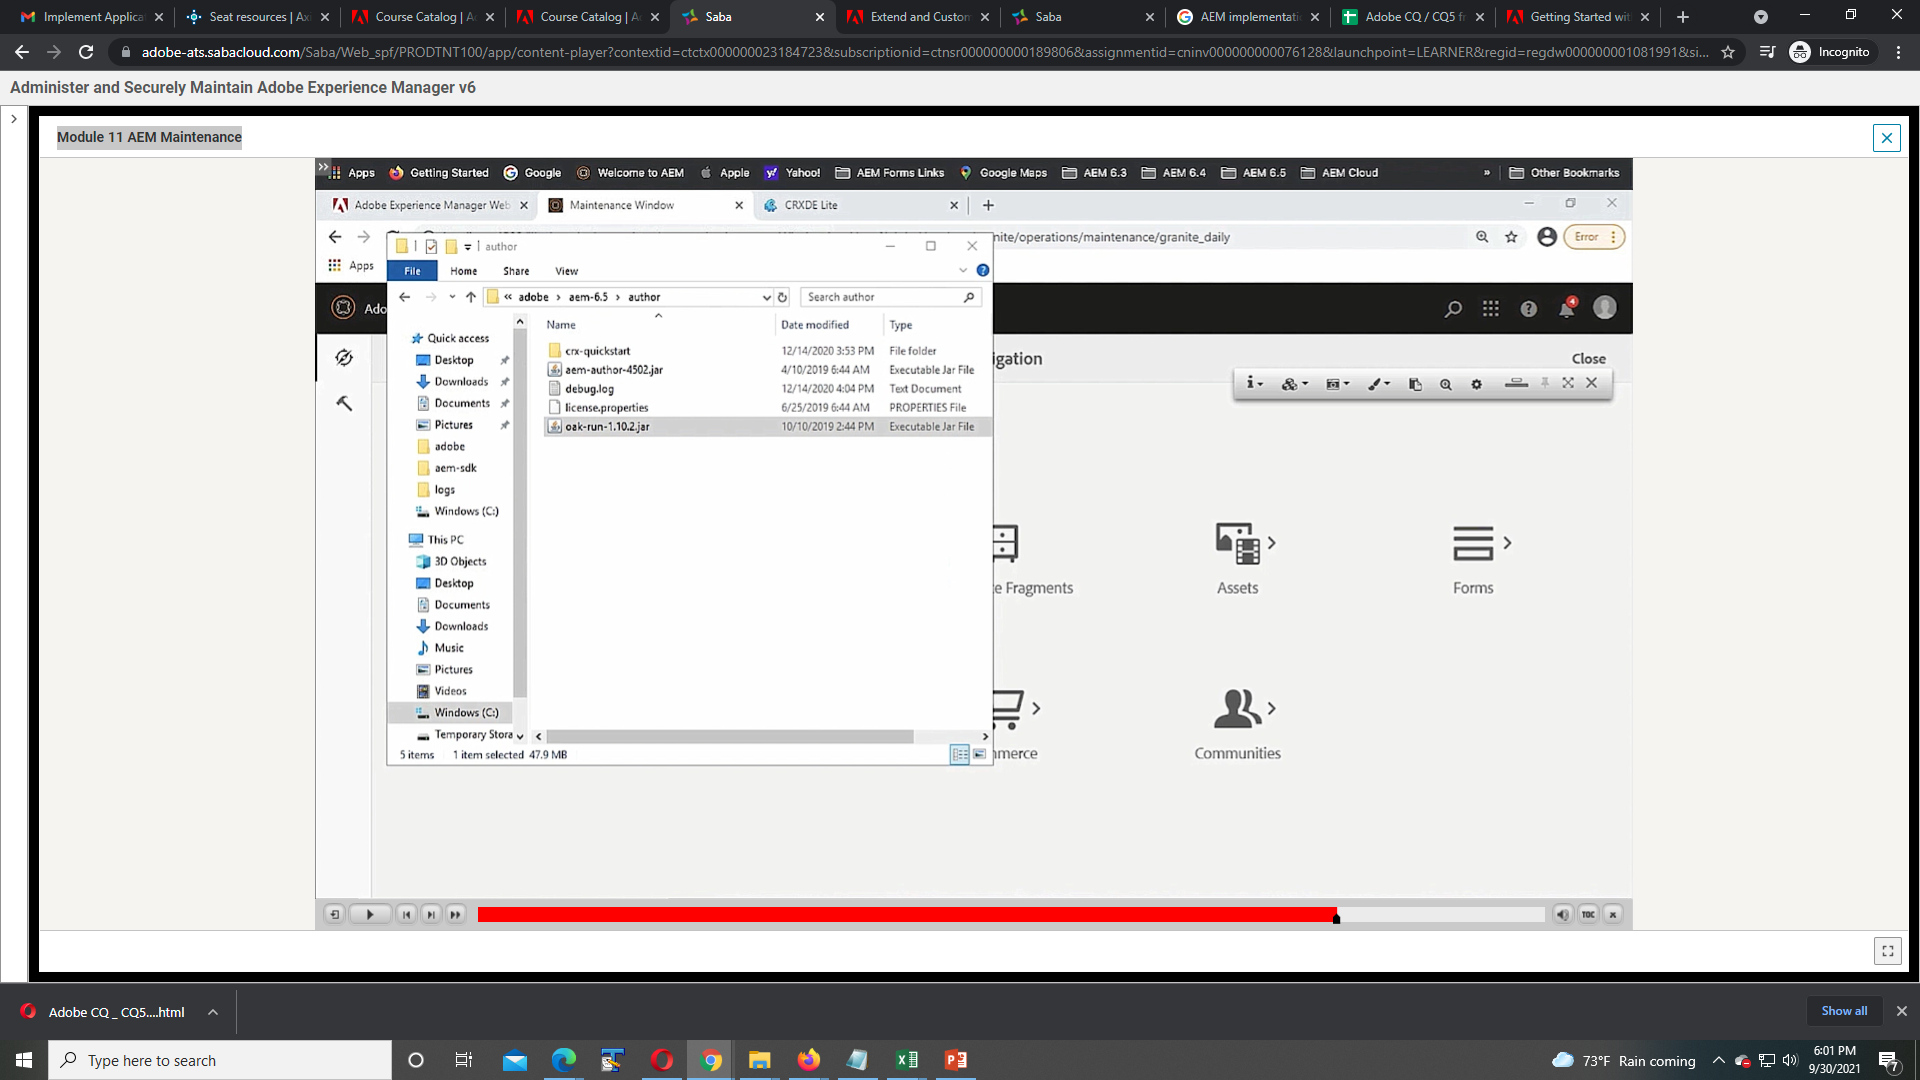 Implement Applica
Seat resources | Ax
Course Catalog | A
Course Catalog | A
Saba
Extend and Custom
Saba
AEM implementati
Adobe CQ / CQ5 f
Getting Started wit
adobe-ats.sabacloud.com/Saba/Web_spf/PRODTNT100/app/content-player?contextid=ctctx000000023184723&subscriptionid=ctnsr0000000000189806&assignmentid=cninv000000000076128&launchpoint=LEARNER&regid=regdw000000001081991&si...
Incognito
Administer and Securely Maintain Adobe Experience Manager v6
Module 11 AEM Maintenance
Apps Getting Started Google Welcome to AEM Apple Yahoo! AEM Forms Links Google Maps AEM 6.3 AEM 6.4 AEM 6.5 AEM Cloud » Other Bookmarks
Adobe Experience Manager Web
Maintenance Window
CRXDE Lite
nite/operations/maintenance/granite_daily
Error
Apps
author
File Home Share View
« adobe › aem-6.5 › author
Search author
Ado
4
igation
Close
Name Date modified Type
crx-quickstart 12/14/2020 3:53 PM File folder
aem-author-4502.jar 4/10/2019 6:44 AM Executable Jar File
debug.log 12/14/2020 4:04 PM Text Document
license.properties 6/25/2019 6:44 AM PROPERTIES File
oak-run-1.10.2.jar 10/10/2019 2:44 PM Executable Jar File
Quick access
Desktop
Downloads
Documents
Pictures
adobe
aem-sdk
logs
Windows (C:)
This PC
3D Objects
Desktop
Documents
Downloads
Music
Pictures
Videos
Windows (C:)
Temporary Stora
5 items 1 item selected 47.9 MB
e Fragments
Assets
Forms
merce
Communities
TOC
Adobe CQ _ CQ5....html
Show all
Type here to search
73°F Rain coming
6:01 PM
9/30/2021
7